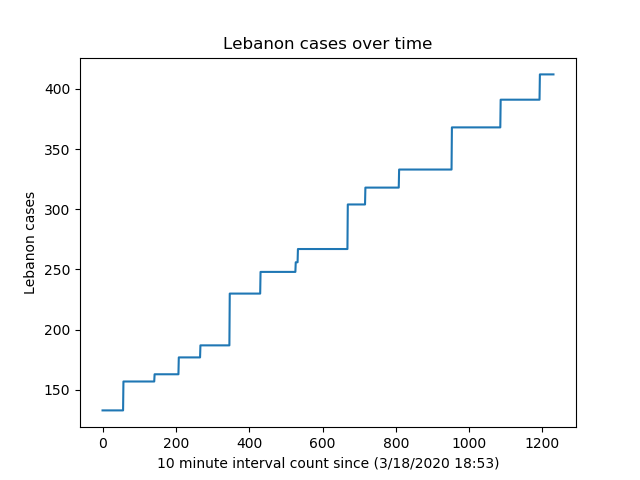 Lebanon cases over time
Lebanon cases
400
350
300
250
200
150
0 200 400 600 800 1000 1200
10 minute interval count since (3/18/2020 18:53)